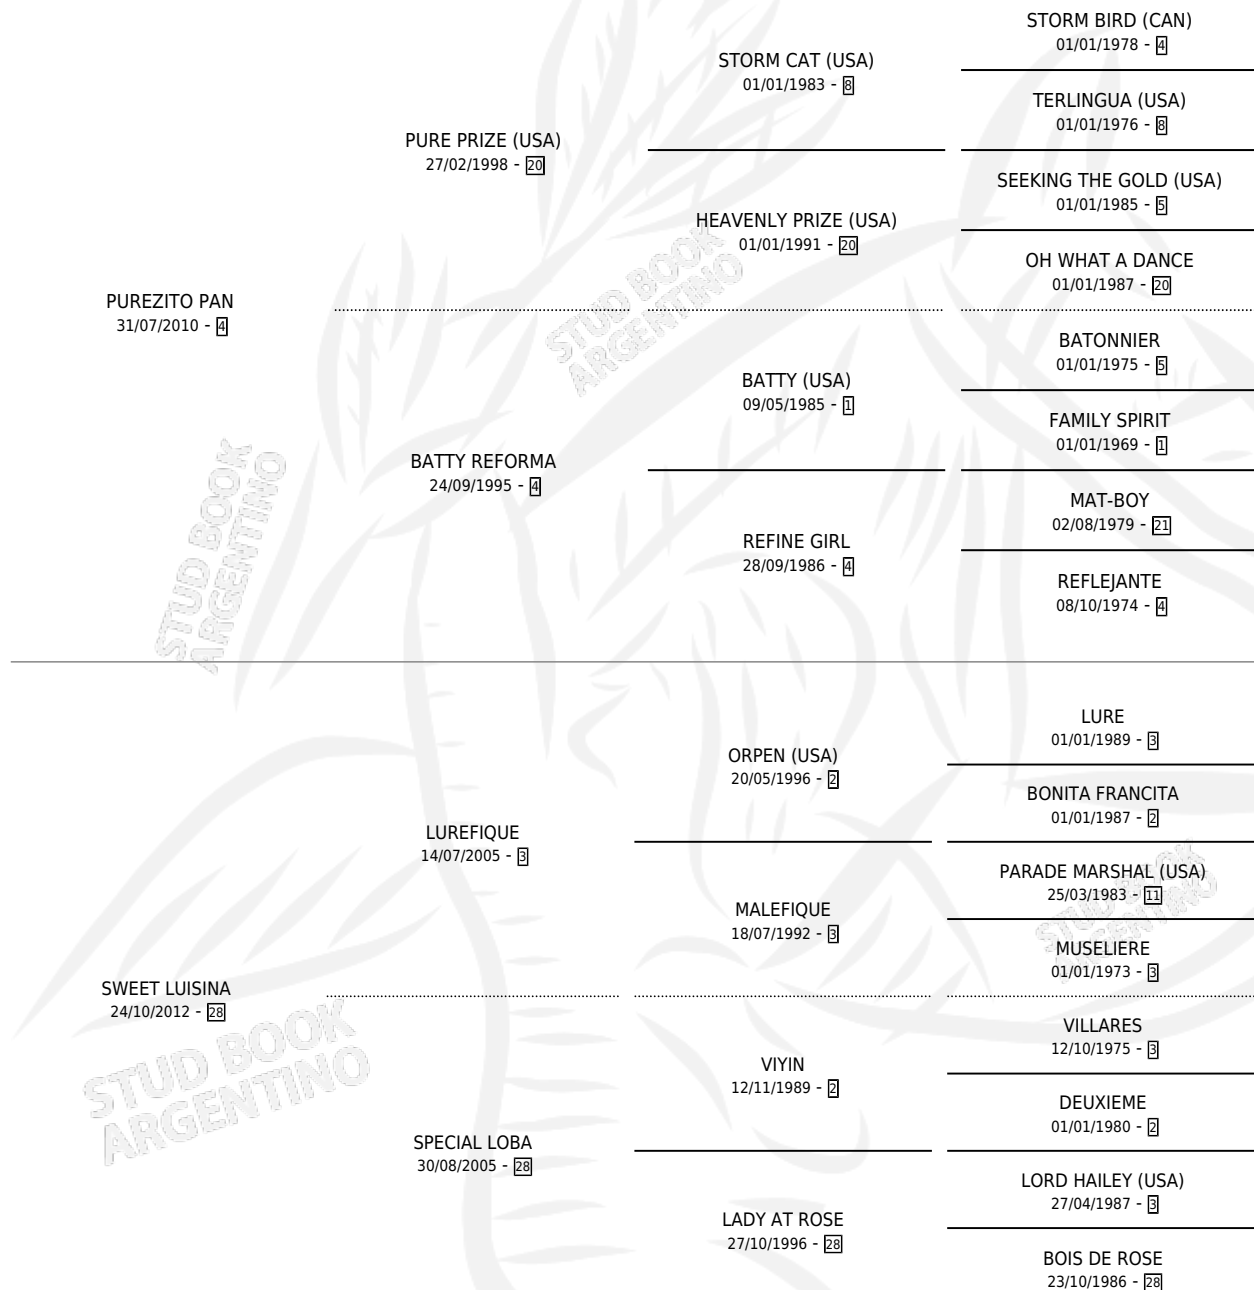 STORM BIRD (CAN)
01/01/1978 - 4
STORM CAT (USA)
01/01/1983 - 8
TERLINGUA (USA)
01/01/1976 - 8
PURE PRIZE (USA)
27/02/1998 - 20
SEEKING THE GOLD (USA)
01/01/1985 - 5
HEAVENLY PRIZE (USA)
01/01/1991 - 20
OH WHAT A DANCE
01/01/1987 - 20
PUREZITO PAN
31/07/2010 - 4
BATONNIER
01/01/1975 - 5
BATTY (USA)
09/05/1985 - 1
FAMILY SPIRIT
01/01/1969 - 1
BATTY REFORMA
24/09/1995 - 4
MAT-BOY
02/08/1979 - 21
REFINE GIRL
28/09/1986 - 4
REFLEJANTE
08/10/1974 - 4
LURE
01/01/1989 - 3
ORPEN (USA)
20/05/1996 - 2
BONITA FRANCITA
01/01/1987 - 2
LUREFIQUE
14/07/2005 - 3
PARADE MARSHAL (USA)
25/03/1983 - 11
MALEFIQUE
18/07/1992 - 3
MUSELIERE
01/01/1973 - 3
SWEET LUISINA
24/10/2012 - 28
VILLARES
12/10/1975 - 3
VIYIN
12/11/1989 - 2
DEUXIEME
01/01/1980 - 2
SPECIAL LOBA
30/08/2005 - 28
LORD HAILEY (USA)
27/04/1987 - 3
LADY AT ROSE
27/10/1996 - 28
BOIS DE ROSE
23/10/1986 - 28
STUD BOOK
ARGENTINO
STUD BOOK
ARGENTINO
STUD BOOK
ARGENTINO
STUD BOOK
ARGENTINO